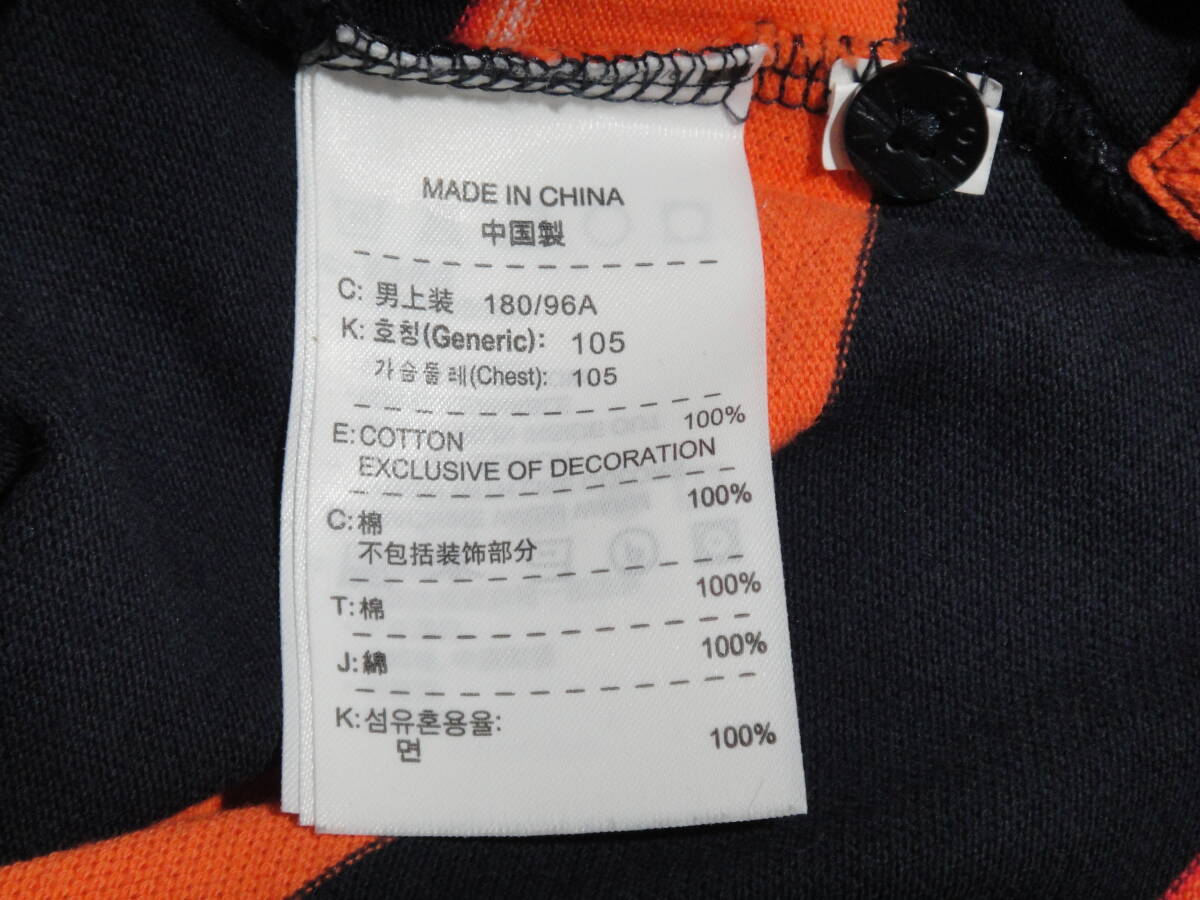 MADE IN CHINA
中国製
C: 男上装 180/96A
K: 호칭(Generic): 105
가슴둘레(Chest): 105
E: COTTON 100%
EXCLUSIVE OF DECORATION
C: 棉 100%
不包括装饰部分
T: 棉 100%
J: 綿 100%
K: 섬유혼용율:
면 100%